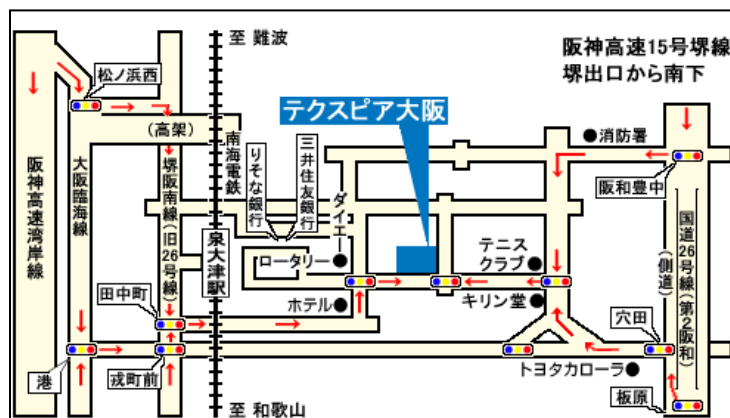 至 難波
阪神高速15号堺線
堺出口から南下
松ノ浜西
テクスピア大阪
(高架)
南海電鉄
りそな銀行
三井住友銀行
消防署
阪和豊中
阪神高速湾岸線
大阪臨海線
堺阪南線(旧26号線)
ダイエー
国道26号線(第2阪和)
(側道)
泉大津駅
ロータリー
テニス
クラブ
田中町
ホテル
キリン堂
穴田
港
戎町前
トヨタカローラ
板原
至 和歌山